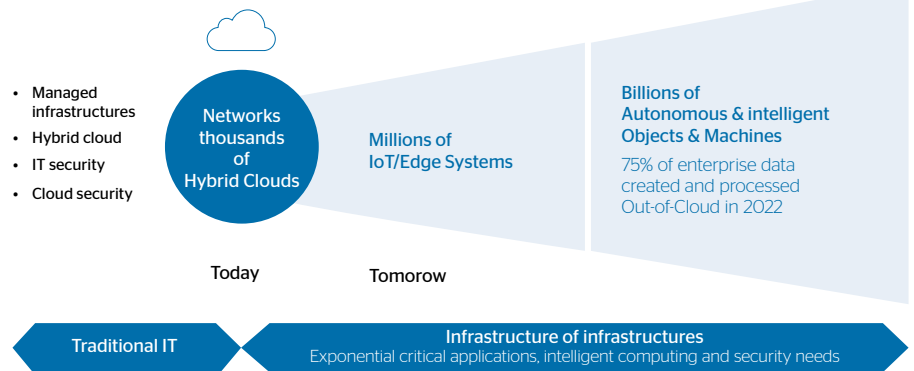 • Managed
infrastructures
• Hybrid cloud
• IT security
• Cloud security
Networks
thousands
of
Hybrid Clouds
Millions of
IoT/Edge Systems
Billions of
Autonomous & intelligent
Objects & Machines
75% of enterprise data
created and processed
Out-of-Cloud in 2022
Today
Tomorow
Traditional IT
Infrastructure of infrastructures
Exponential critical applications, intelligent computing and security needs